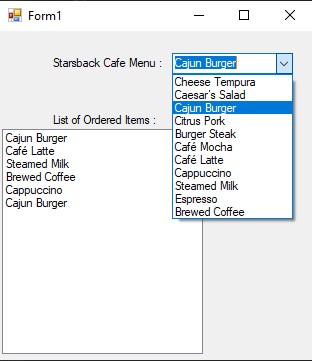 Form1
Starsback Cafe Menu :
Cajun Burger
Cheese Tempura
Caesar's Salad
Cajun Burger
Citrus Pork
Burger Steak
Café Mocha
Café Latte
Cappuccino
Steamed Milk
Espresso
Brewed Coffee
List of Ordered Items :
Cajun Burger
Café Latte
Steamed Milk
Brewed Coffee
Cappuccino
Cajun Burger